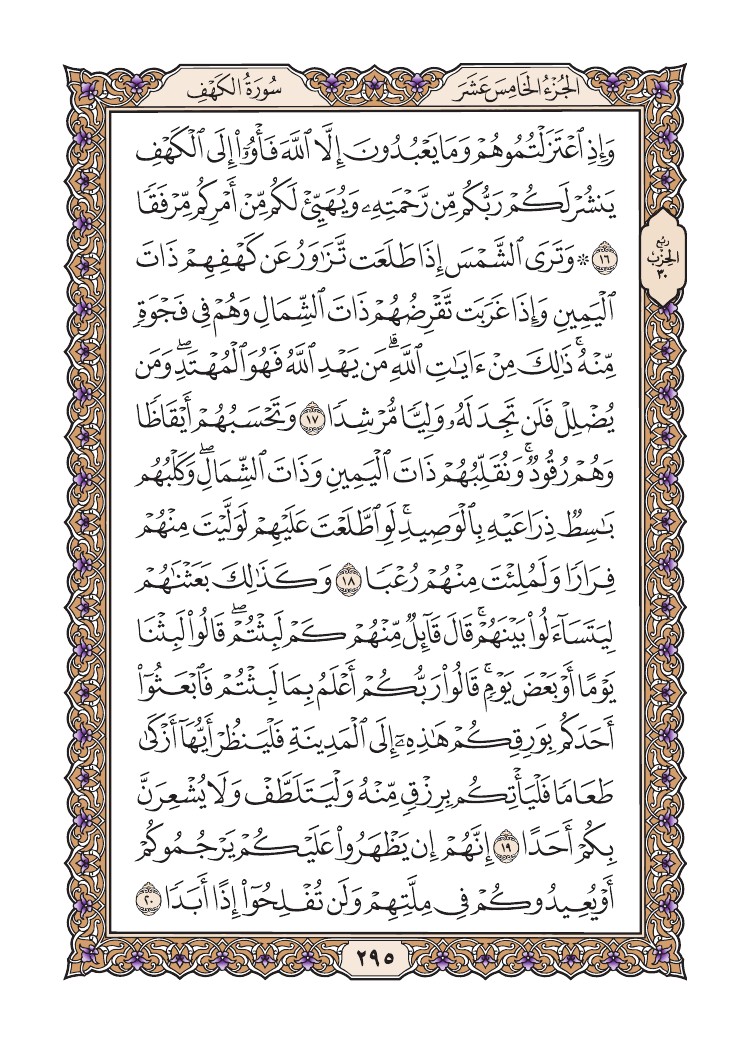 الجُزْءُ الخَامِسَ عَشَرَ
سُورَةُ الكَهْفِ
وَإِذِ ٱعْتَزَلْتُمُوهُمْ وَمَا يَعْبُدُونَ إِلَّا ٱللَّهَ فَأْوُۥٓاْ إِلَى ٱلْكَهْفِ
يَنشُرْ لَكُمْ رَبُّكُم مِّن رَّحْمَتِهِۦ وَيُهَيِّئْ لَكُم مِّنْ أَمْرِكُم مِّرْفَقًا
١٦ ۞ وَتَرَى ٱلشَّمْسَ إِذَا طَلَعَت تَّزَٰوَرُ عَن كَهْفِهِمْ ذَاتَ
ٱلْيَمِينِ وَإِذَا غَرَبَت تَّقْرِضُهُمْ ذَاتَ ٱلشِّمَالِ وَهُمْ فِى فَجْوَةٍ
مِّنْهُ ۚ ذَٰلِكَ مِنْ ءَايَٰتِ ٱللَّهِ ۗ مَن يَهْدِ ٱللَّهُ فَهُوَ ٱلْمُهْتَدِ ۖ وَمَن
يُضْلِلْ فَلَن تَجِدَ لَهُۥ وَلِيًّا مُّرْشِدًا ١٧ وَتَحْسَبُهُمْ أَيْقَاظًا
وَهُمْ رُقُودٌ ۚ وَنُقَلِّبُهُمْ ذَاتَ ٱلْيَمِينِ وَذَاتَ ٱلشِّمَالِ ۖ وَكَلْبُهُم
بَٰسِطٌ ذِرَاعَيْهِ بِٱلْوَصِيدِ ۚ لَوِ ٱطَّلَعْتَ عَلَيْهِمْ لَوَلَّيْتَ مِنْهُمْ
فِرَارًا وَلَمُلِئْتَ مِنْهُمْ رُعْبًا ١٨ وَكَذَٰلِكَ بَعَثْنَٰهُمْ
لِيَتَسَآءَلُواْ بَيْنَهُمْ ۚ قَالَ قَآئِلٌ مِّنْهُمْ كَمْ لَبِثْتُمْ ۖ قَالُواْ لَبِثْنَا
يَوْمًا أَوْ بَعْضَ يَوْمٍ ۚ قَالُواْ رَبُّكُمْ أَعْلَمُ بِمَا لَبِثْتُمْ فَٱبْعَثُوٓاْ
أَحَدَكُم بِوَرِقِكُمْ هَٰذِهِۦٓ إِلَى ٱلْمَدِينَةِ فَلْيَنظُرْ أَيُّهَآ أَزْكَىٰ
طَعَامًا فَلْيَأْتِكُم بِرِزْقٍ مِّنْهُ وَلْيَتَلَطَّفْ وَلَا يُشْعِرَنَّ
بِكُمْ أَحَدًا ١٩ إِنَّهُمْ إِن يَظْهَرُواْ عَلَيْكُمْ يَرْجُمُوكُمْ
أَوْ يُعِيدُوكُمْ فِى مِلَّتِهِمْ وَلَن تُفْلِحُوٓاْ إِذًا أَبَدًا ٢٠
ربع
الحزب
٣٠
٢٩٥